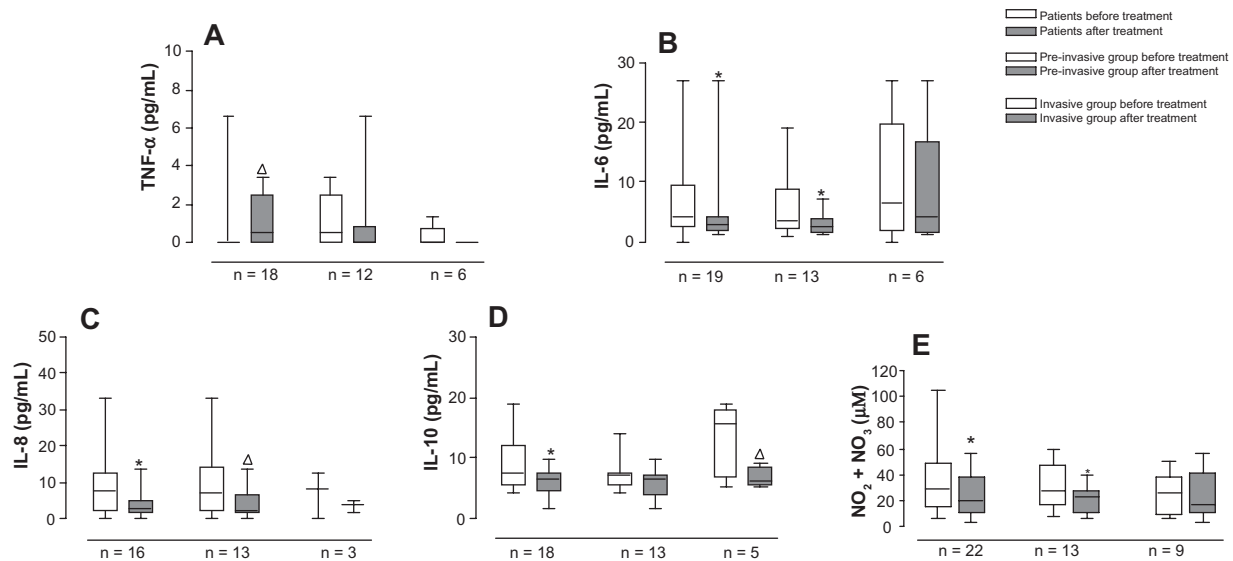 Patients before treatment
Patients after treatment
Pre-invasive group before treatment
Pre-invasive group after treatment
Invasive group before treatment
Invasive group after treatment
A
TNF-α (pg/mL)
10
8
6
4
2
0
Δ
n = 18
n = 12
n = 6
B
IL-6 (pg/mL)
30
20
10
0
*
*
n = 19
n = 13
n = 6
C
IL-8 (pg/mL)
50
40
30
20
10
0
*
Δ
n = 16
n = 13
n = 3
D
IL-10 (pg/mL)
30
20
10
0
*
Δ
n = 18
n = 13
n = 5
E
NO2 + NO3 (µM)
120
100
80
60
40
20
0
*
*
n = 22
n = 13
n = 9